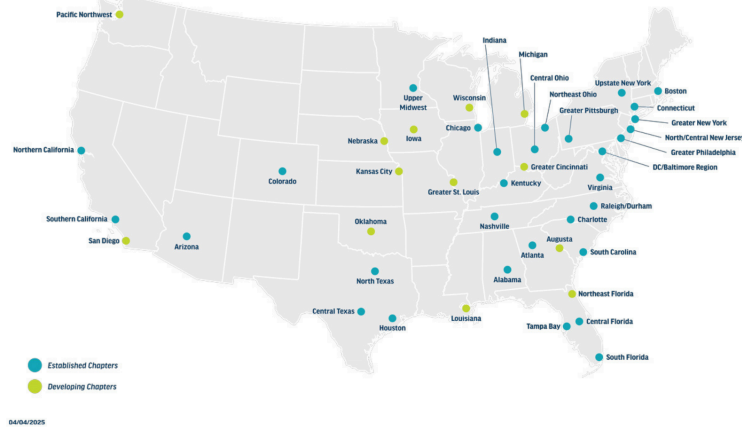 Pacific Northwest
Indiana
Michigan
Central Ohio
Northeast Ohio
Greater Pittsburgh
Upstate New York
Boston
Connecticut
Greater New York
North/Central New Jersey
Greater Philadelphia
DC/Baltimore Region
Upper
Midwest
Wisconsin
Chicago
Iowa
Nebraska
Northern California
Colorado
Kansas City
Greater St. Louis
Greater Cincinnati
Kentucky
Virginia
Southern California
San Diego
Arizona
Oklahoma
Nashville
Raleigh/Durham
Charlotte
Augusta
Atlanta
South Carolina
Alabama
North Texas
Central Texas
Houston
Louisiana
Northeast Florida
Tampa Bay
Central Florida
South Florida
Established Chapters
Developing Chapters
04/04/2025